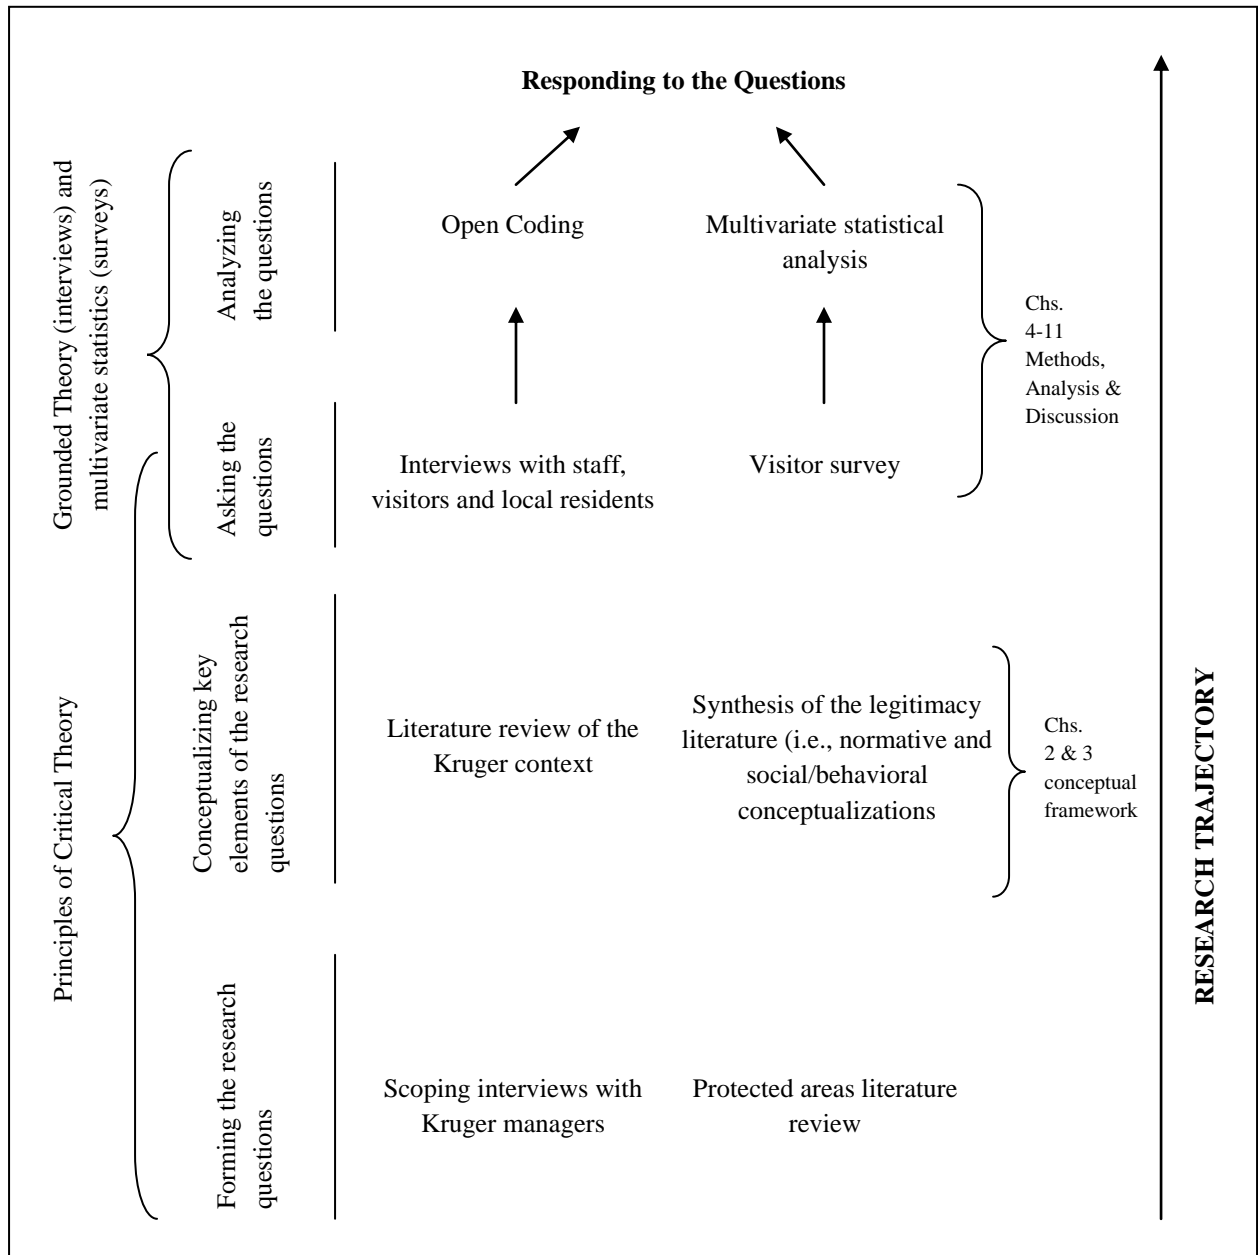 Responding to the Questions
Grounded Theory (interviews) and
multivariate statistics (surveys)
Analyzing
the questions
Open Coding
Multivariate statistical
analysis
Chs.
4-11
Methods,
Analysis &
Discussion
Asking the
questions
Interviews with staff,
visitors and local residents
Visitor survey
Principles of Critical Theory
Conceptualizing key
elements of the research
questions
Literature review of the
Kruger context
Synthesis of the legitimacy
literature (i.e., normative and
social/behavioral
conceptualizations
Chs.
2 & 3
conceptual
framework
Forming the research
questions
Scoping interviews with
Kruger managers
Protected areas literature
review
RESEARCH TRAJECTORY